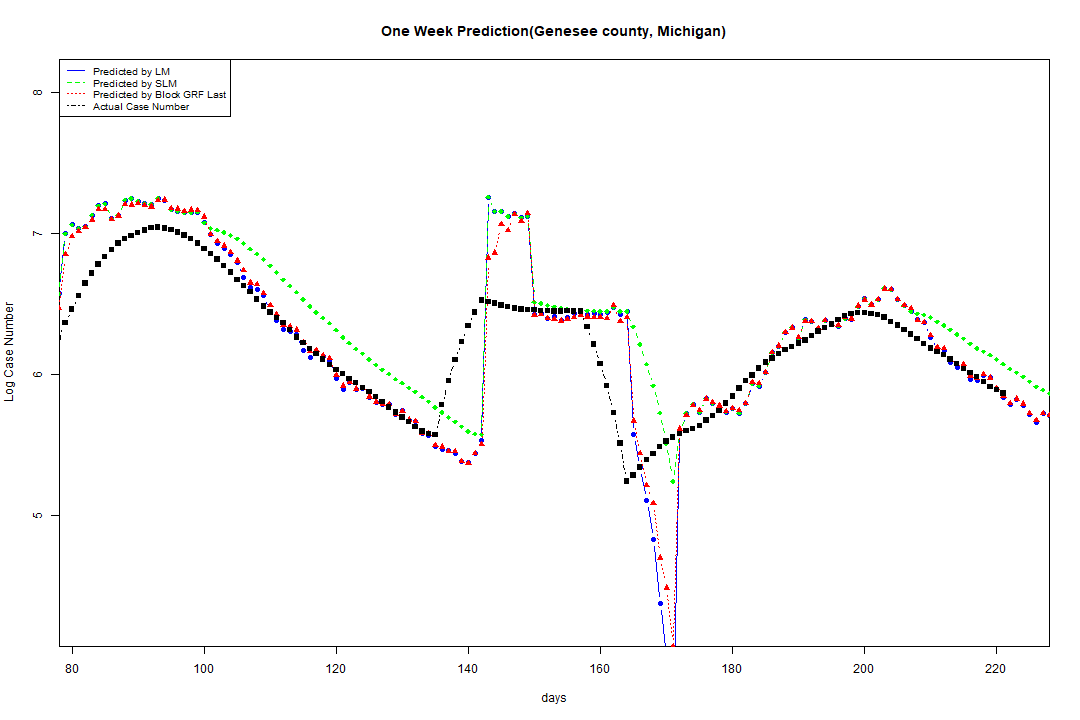 One Week Prediction(Genesee county, Michigan)
Predicted by LM
Predicted by SLM
Predicted by Block GRF Last
Actual Case Number
8
7
6
5
Log Case Number
80 100 120 140 160 180 200 220
days